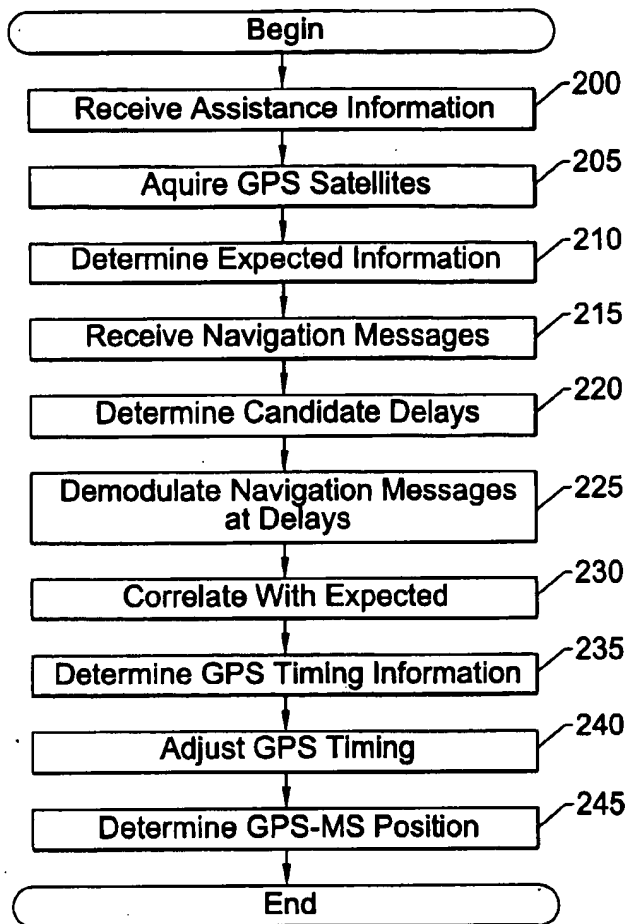 Begin
Receive Assistance Information
200
Aquire GPS Satellites
205
Determine Expected Information
210
Receive Navigation Messages
215
Determine Candidate Delays
220
Demodulate Navigation Messages
at Delays
225
Correlate With Expected
230
Determine GPS Timing Information
235
Adjust GPS Timing
240
Determine GPS-MS Position
245
End